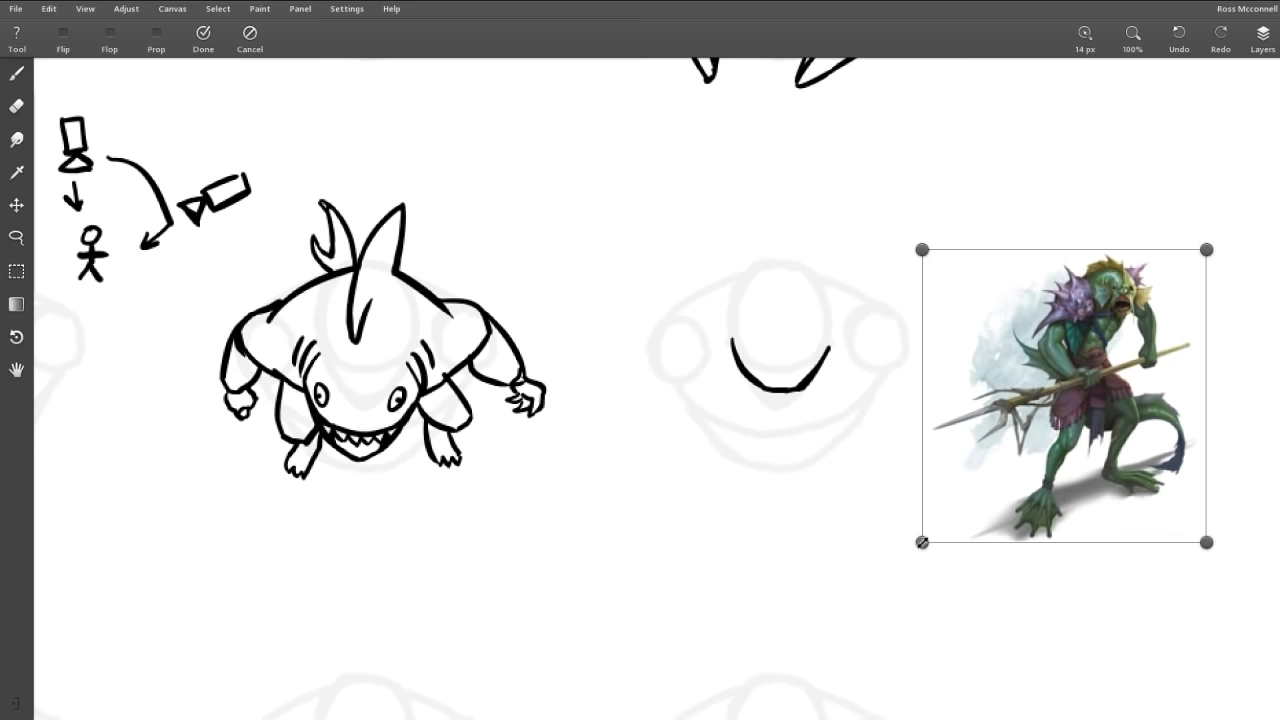 File Edit View Adjust Canvas Select Paint Panel Settings Help Ross Mcconnell
? Tool Flip Flop Prop Done Cancel 14 px 100% Undo Redo Layers